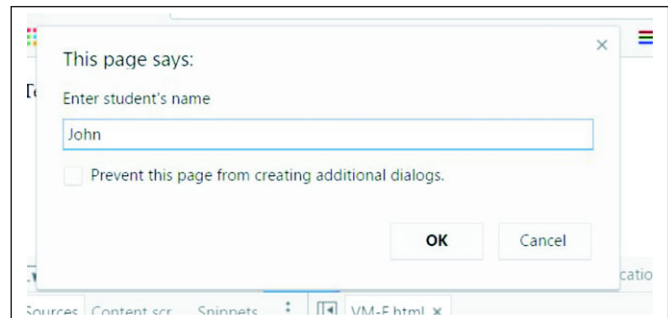 This page says:
Enter student's name
John
Prevent this page from creating additional dialogs.
OK Cancel
catio
Sources Content scr Snippets VM-F html ×